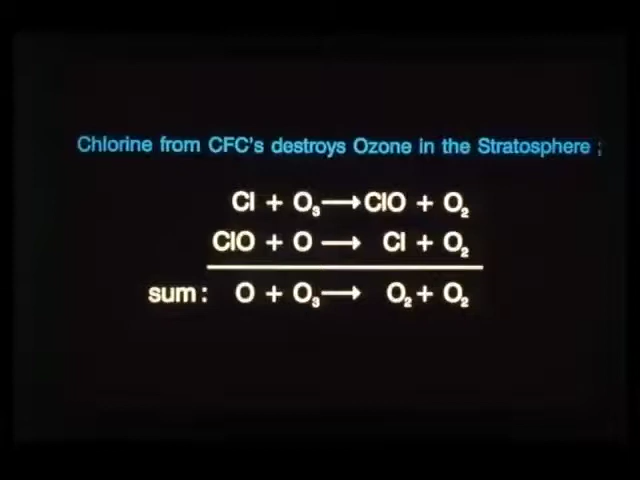 Chlorine from CFC's destroys Ozone in the Stratosphere :
Cl + O₃ ⟶ ClO + O₂
ClO + O ⟶ Cl + O₂
sum: O + O₃ ⟶ O₂ + O₂